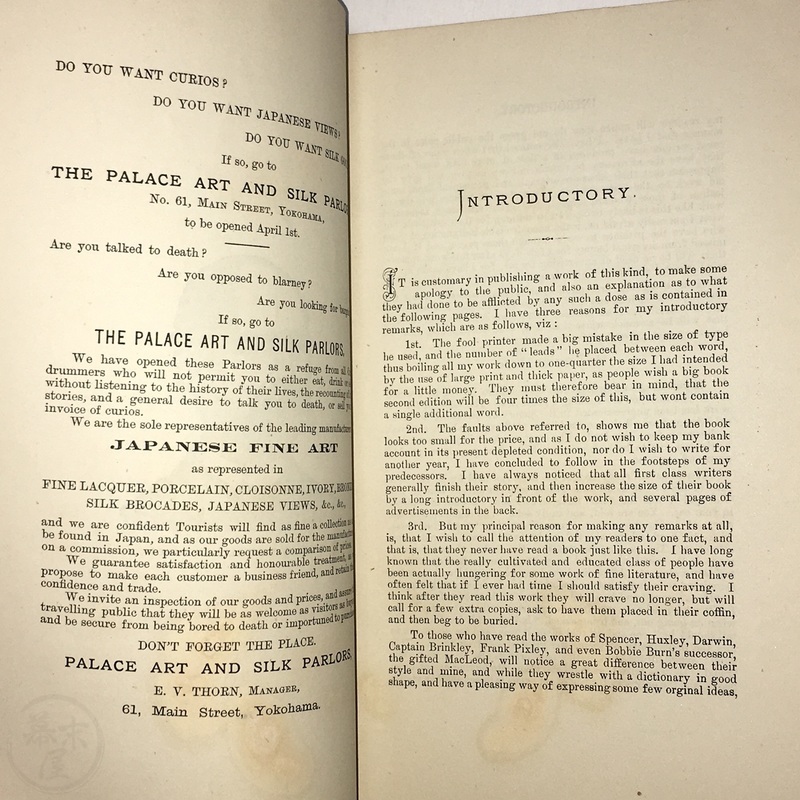 DO YOU WANT CURIOS?
DO YOU WANT JAPANESE VIEWS?
DO YOU WANT SILK
If so, go to
THE PALACE ART AND SILK PARLORS
No. 61, Main Street, Yokohama,
to be opened April 1st.
Are you talked to death?
Are you opposed to blarney?
Are you looking for
If so, go to
THE PALACE ART AND SILK PARLORS,
We have opened these Parlors as a refuge from all
drummers who will not permit you to either eat, drink
without listening to the history of their lives, the recounting
stories, and a general desire to talk you to death, or sell you
invoice of curios.
We are the sole representatives of the leading
JAPANESE FINE ART
as represented in
FINE LACQUER, PORCELAIN, CLOISONNE, IVORY,
SILK BROCADES, JAPANESE VIEWS, &c., &c.,
and we are confident Tourists will find as fine a collection
be found in Japan, and as our goods are sold for the
on a commission, we particularly request a comparison of prices,
We guarantee satisfaction and honourable treatment,
propose to make each customer a business friend, and
confidence and trade.
We invite an inspection of our goods and prices, and
travelling public that they will be as welcome as visitors as
and be secure from being bored to death or importuned to
DON'T FORGET THE PLACE.
PALACE ART AND SILK PARLORS,
E. V. THORN, Manager,
61, Main Street, Yokohama.
INTRODUCTORY.
It is customary in publishing a work of this kind, to make some
apology to the public, and also an explanation as to what
they had done to be afflicted by any such a dose as is contained in
the following pages. I have three reasons for my introductory
remarks, which are as follows, viz :
1st. The fool printer made a big mistake in the size of type
he used, and the number of "leads" he placed between each word,
thus boiling all my work down to one-quarter the size I had intended
by the use of large print and thick paper, as people wish a big book
for a little money. They must therefore bear in mind, that the
second edition will be four times the size of this, but wont contain
a single additional word.
2nd. The faults above referred to, shows me that the book
looks too small for the price, and as I do not wish to keep my bank
account in its present depleted condition, nor do I wish to write for
another year, I have concluded to follow in the footsteps of my
predecessors. I have always noticed that all first class writers
generally finish their story, and then increase the size of their book
by a long introductory in front of the work, and several pages of
advertisements in the back.
3rd. But my principal reason for making any remarks at all,
is, that I wish to call the attention of my readers to one fact, and
that is, that they never have read a book just like this. I have long
known that the really cultivated and educated class of people have
been actually hungering for some work of fine literature, and have
often felt that if I ever had time I should satisfy their craving. I
think after they read this work they will crave no longer, but will
call for a few extra copies, ask to have them placed in their coffin,
and then beg to be buried.
To those who have read the works of Spencer, Huxley, Darwin,
Captain Brinkley, Frank Pixley, and even Bobbie Burn's successor,
the gifted MacLeod, will notice a great difference between their
style and mine, and while they wrestle with a dictionary in good
shape, and have a pleasing way of expressing some few orginal ideas,